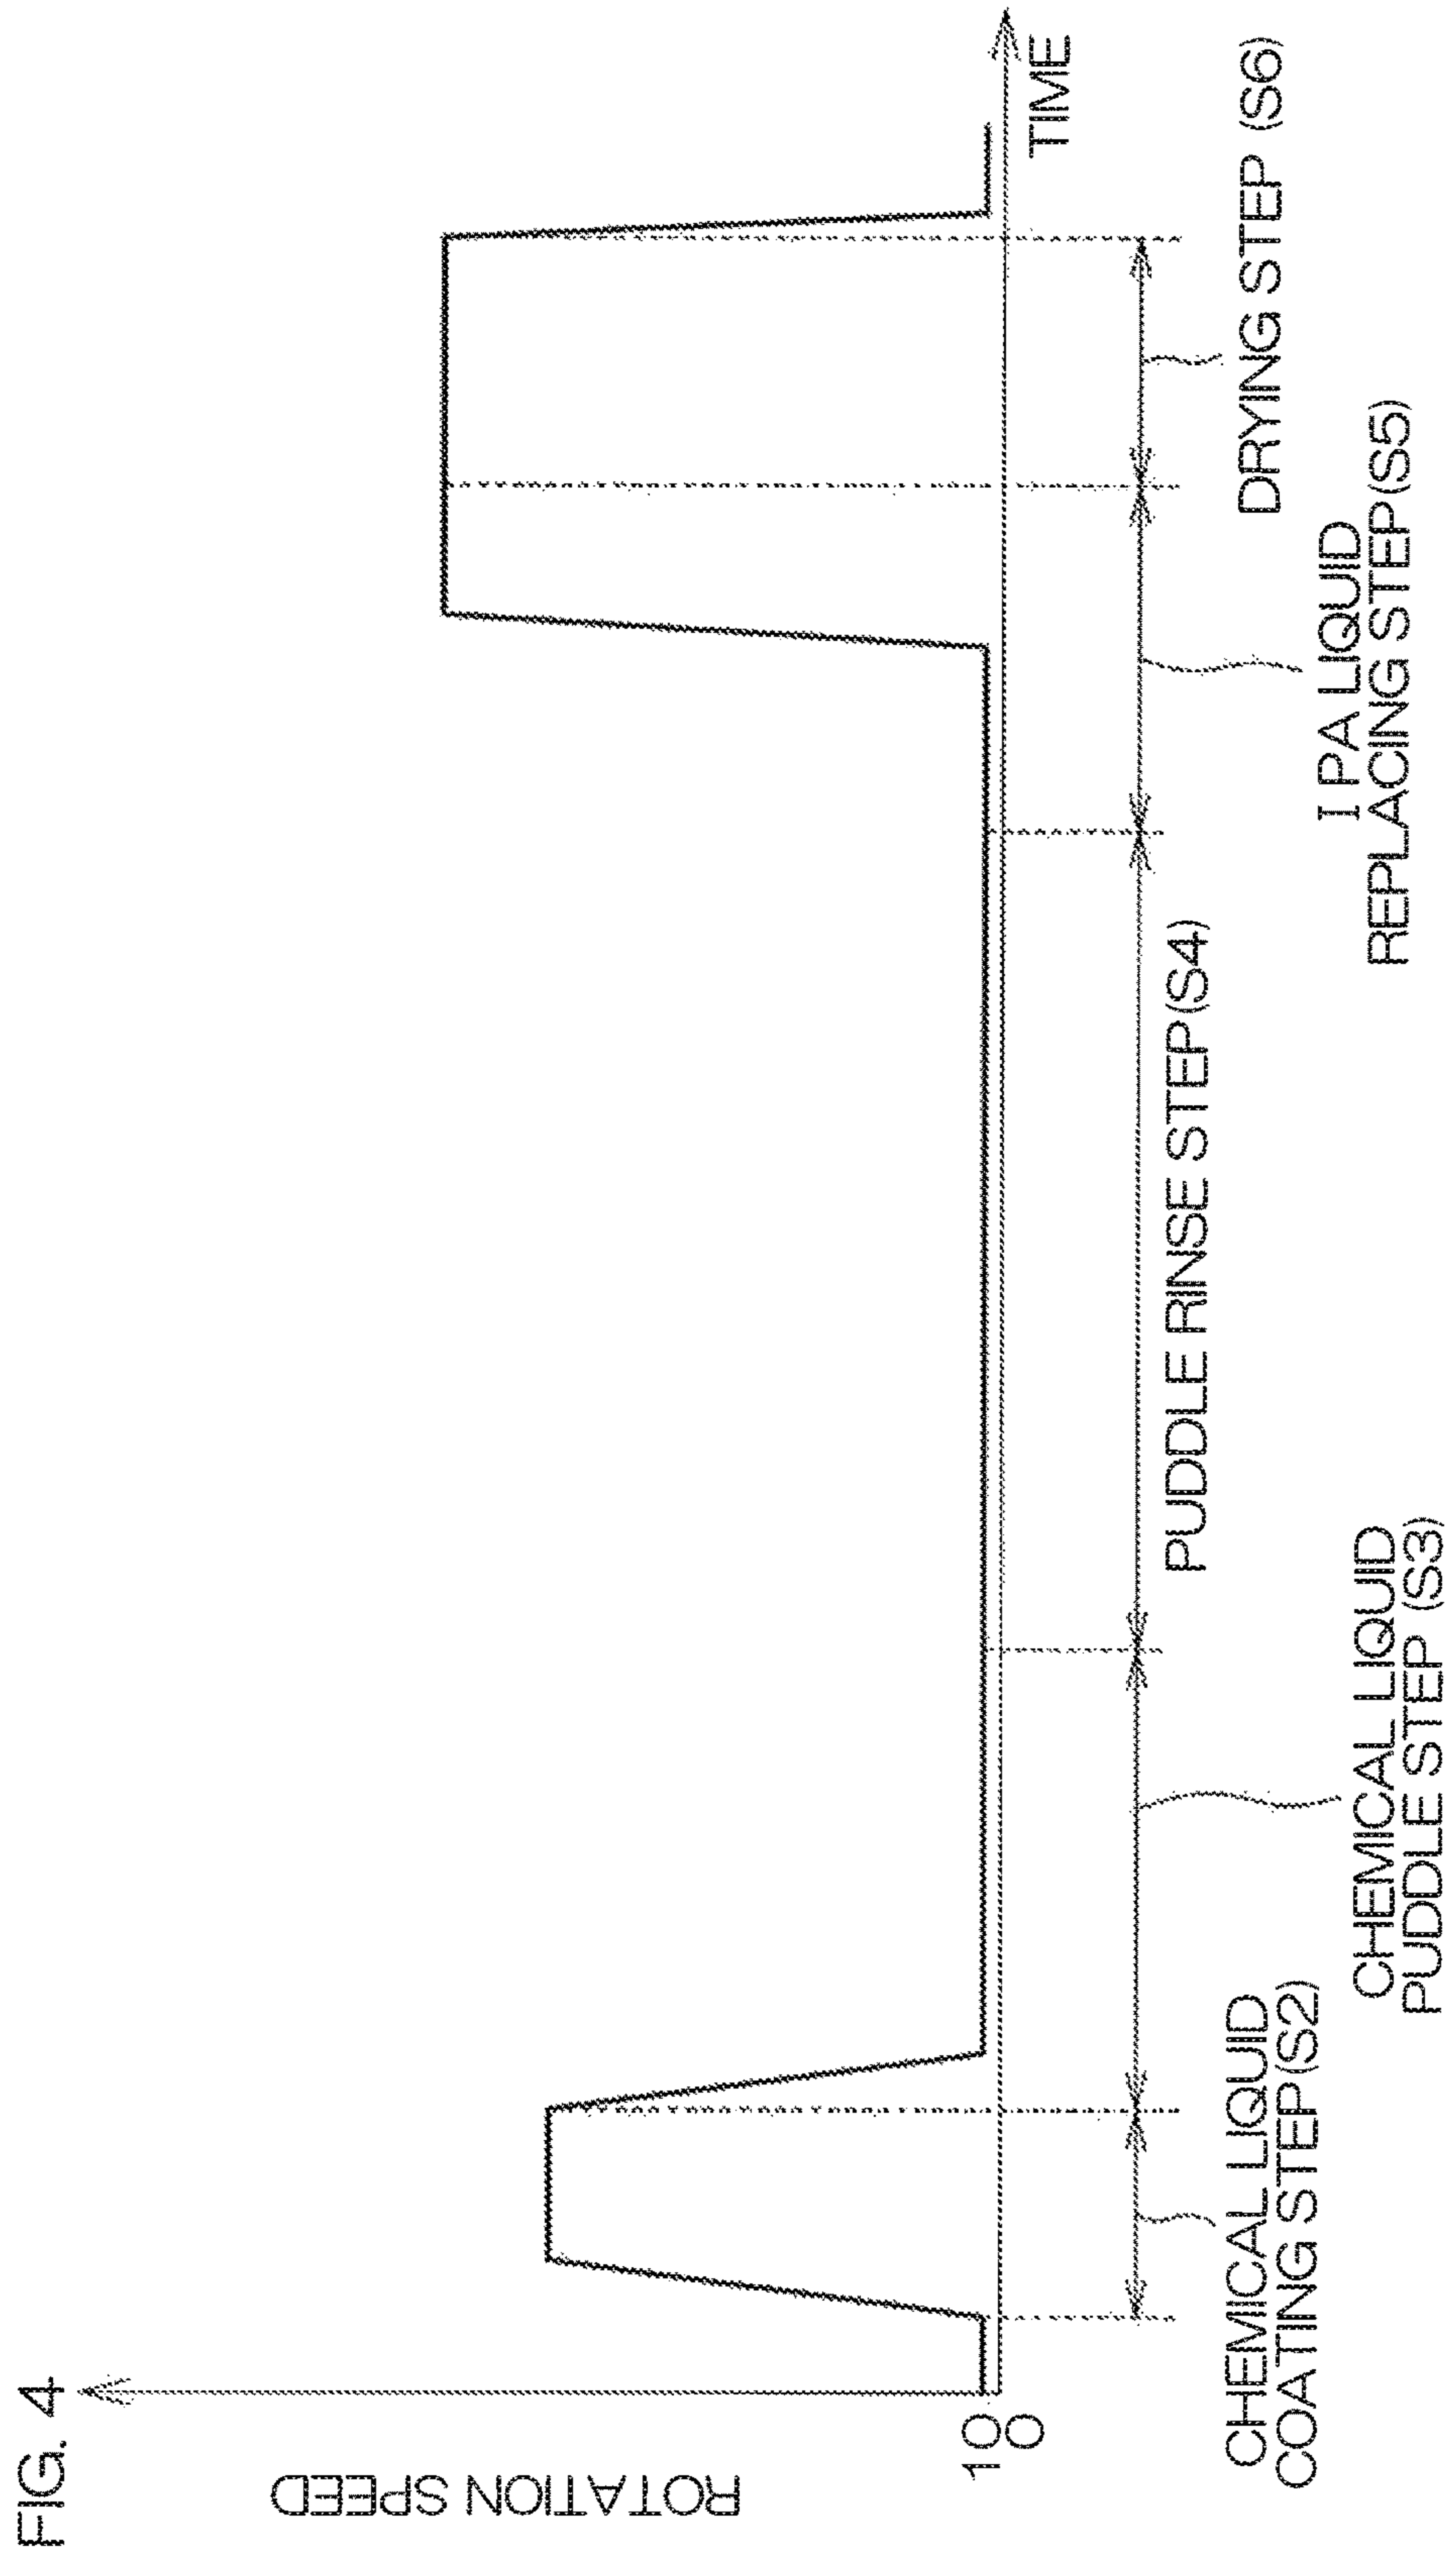 FIG. 4
ROTATION SPEED
10
0
TIME
CHEMICAL LIQUID
COATING STEP(S2)
CHEMICAL LIQUID
PUDDLE STEP (S3)
PUDDLE RINSE STEP(S4)
IPA LIQUID
REPLACING STEP(S5)
DRYING STEP (S6)